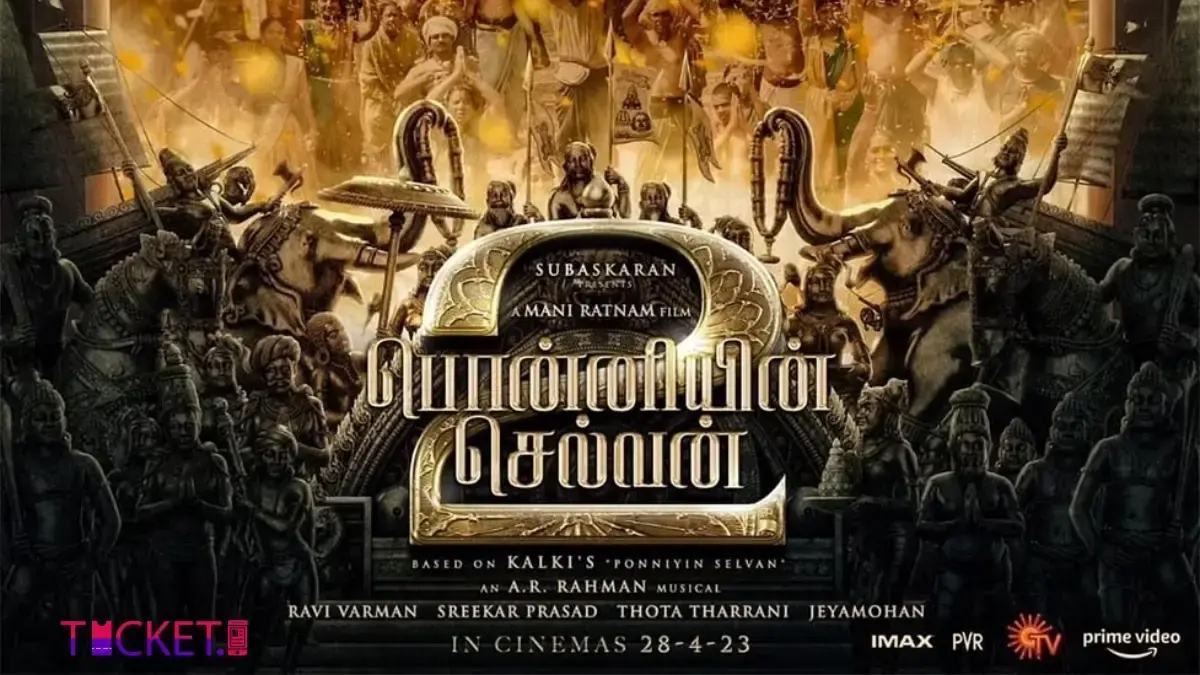 2
SUBASKARAN
PRESENTS
A MANI RATNAM FILM
பொன்னியின்
செல்வன்
BASED ON KALKI'S "PONNIYIN SELVAN"
AN A.R. RAHMAN MUSICAL
RAVI VARMAN SREEKAR PRASAD THOTA THARRANI JEYAMOHAN
IN CINEMAS 28-4-23
TICKET.
IMAX PVR TV prime video